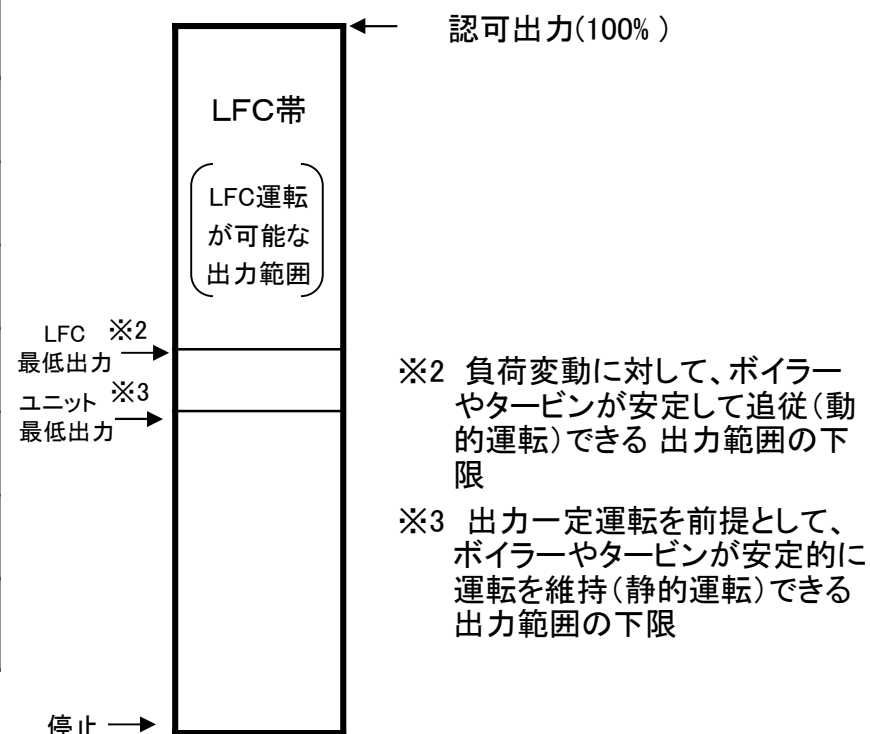 認可出力(100% )
LFC帯
LFC運転
が可能な
出力範囲
LFC ※2
最低出力
ユニット ※3
最低出力
※2 負荷変動に対して、ボイラー
やタービンが安定して追従(動
的運転)できる 出力範囲の下
限
※3 出力一定運転を前提として、
ボイラーやタービンが安定的に
運転を維持(静的運転)できる
出力範囲の下限
停止